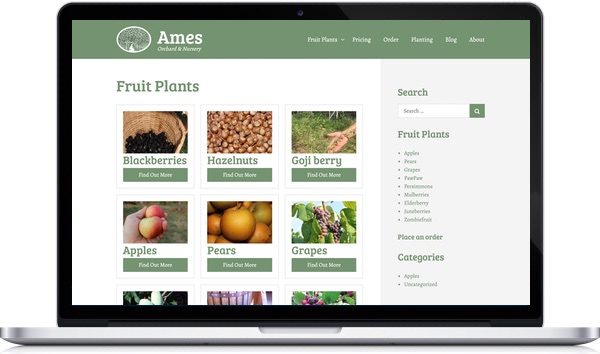 Ames
Orchard & Nursery
Fruit Plants
Pricing
Order
Planting
Blog
About
Fruit Plants
Blackberries
Find Out More
Hazelnuts
Find Out More
Goji berry
Find Out More
Apples
Find Out More
Pears
Find Out More
Grapes
Find Out More
Search
Search ...
Fruit Plants
Apples
Pears
Grapes
PawPaw
Persimmons
Mulberries
Elderberry
Juneberries
Zombiefruit
Place an order
Categories
Apples
Uncategorized